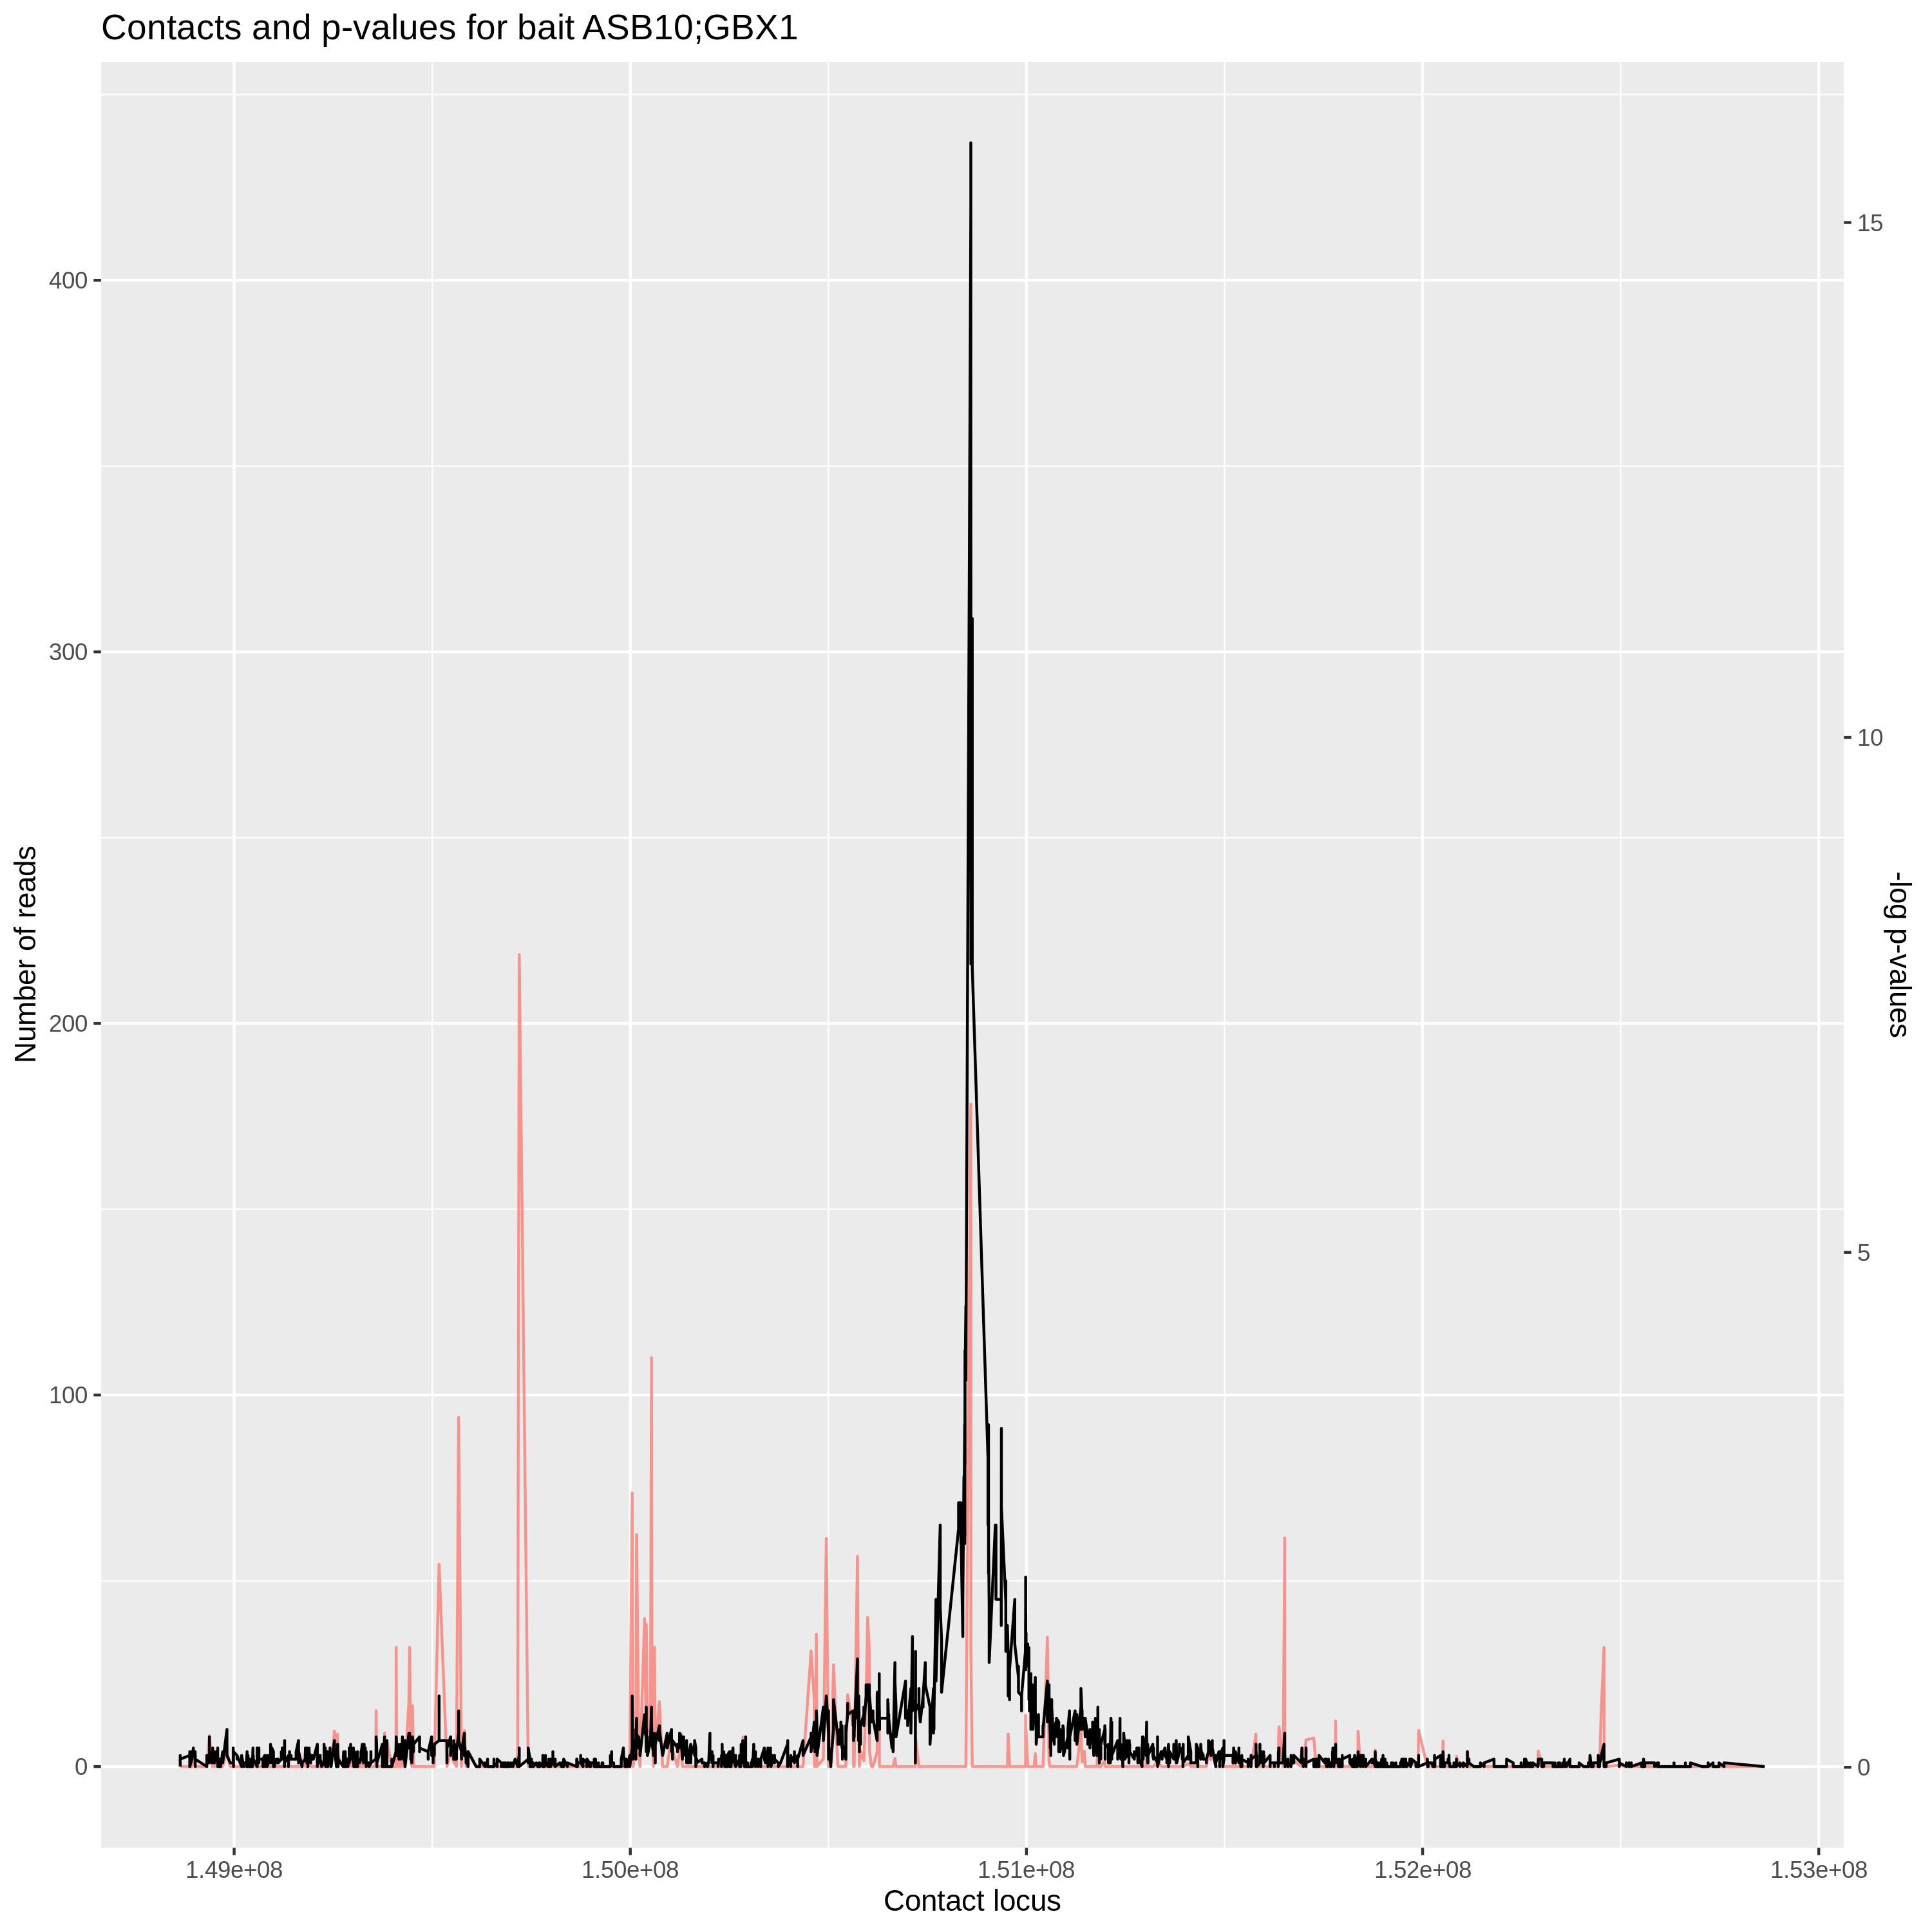 Contacts and p-values for bait ASB10;GBX1
400
300
200
100
0
Number of reads
15
10
5
0
-log p-values
1.49e+08
1.50e+08
1.51e+08
1.52e+08
1.53e+08
Contact locus